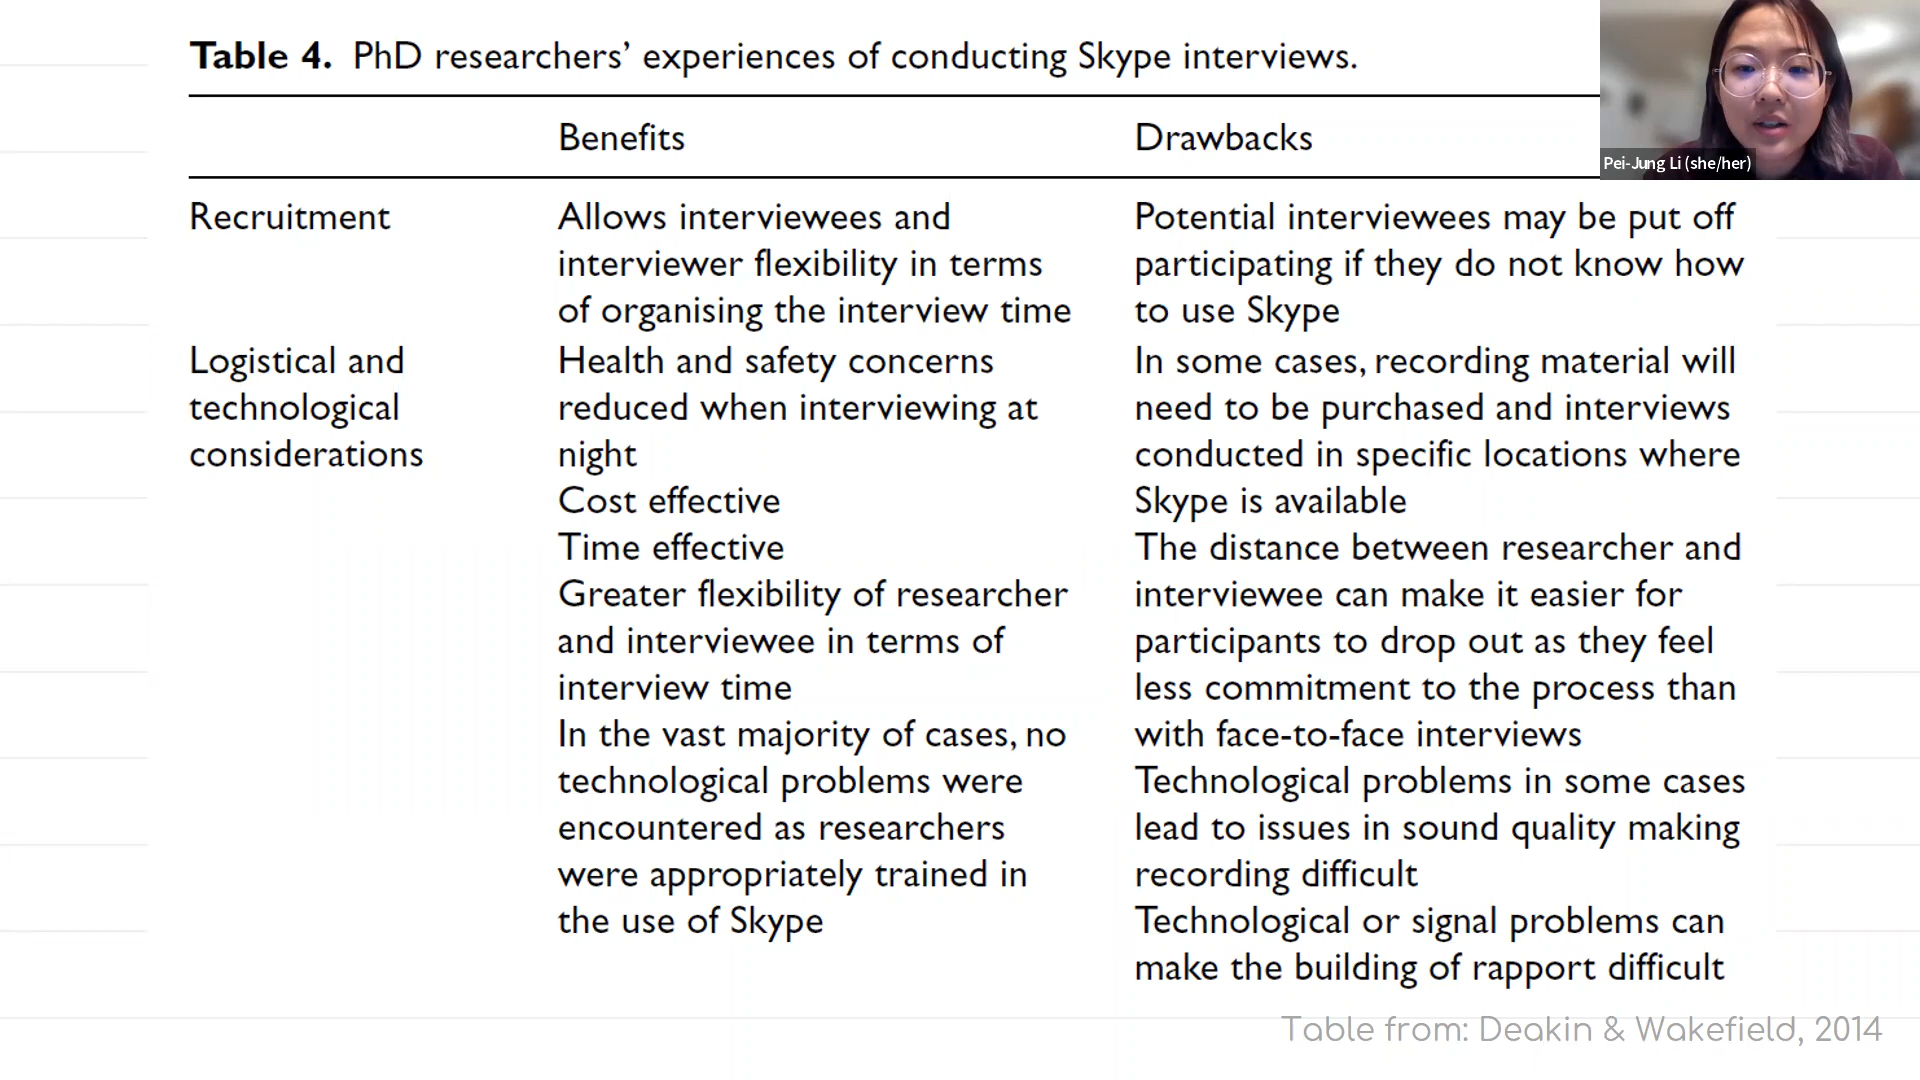 Table 4. PhD researchers’ experiences of conducting Skype interviews.
Benefits
Drawbacks
Pei-Jung Li (she/her)
Recruitment
Allows interviewees and
interviewer flexibility in terms
of organising the interview time
Potential interviewees may be put off
participating if they do not know how
to use Skype
Logistical and
technological
considerations
Health and safety concerns
reduced when interviewing at
night
Cost effective
Time effective
Greater flexibility of researcher
and interviewee in terms of
interview time
In the vast majority of cases, no
technological problems were
encountered as researchers
were appropriately trained in
the use of Skype
In some cases, recording material will
need to be purchased and interviews
conducted in specific locations where
Skype is available
The distance between researcher and
interviewee can make it easier for
participants to drop out as they feel
less commitment to the process than
with face-to-face interviews
Technological problems in some cases
lead to issues in sound quality making
recording difficult
Technological or signal problems can
make the building of rapport difficult
Table from: Deakin & Wakefield, 2014